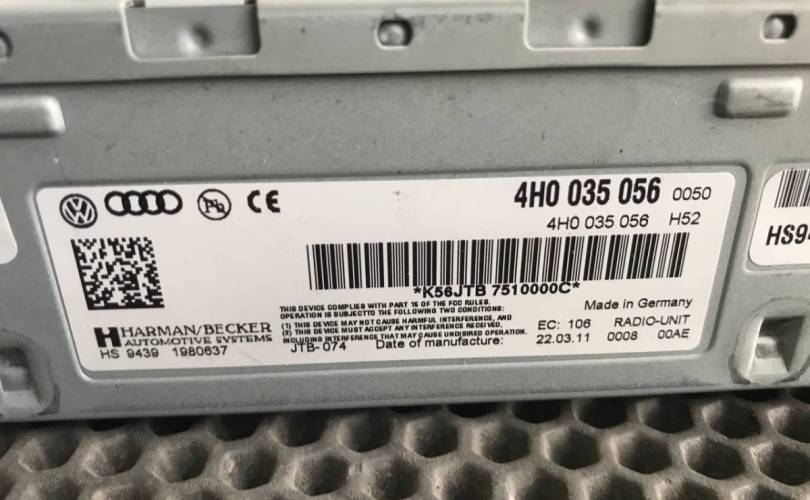 4H0 035 056 0050
4H0 035 056 H52
CE
*K56JTB 7510000C*
Made in Germany
THIS DEVICE COMPLIES WITH PART 15 OF THE FCC RULES.
OPERATION IS SUBJECT TO THE FOLLOWING TWO CONDITIONS:
(1) THIS DEVICE MAY NOT CAUSE HARMFUL INTERFERENCE, AND
(2) THIS DEVICE MUST ACCEPT ANY INTERFERENCE RECEIVED,
INCLUDING INTERFERENCE THAT MAY CAUSE UNDESIRED OPERATION.
HARMAN/BECKER
AUTOMOTIVE SYSTEMS
HS 9439 1980637
JTB-074
Date of manufacture:
EC: 106 RADIO-UNIT
22.03.11 0008 00AE